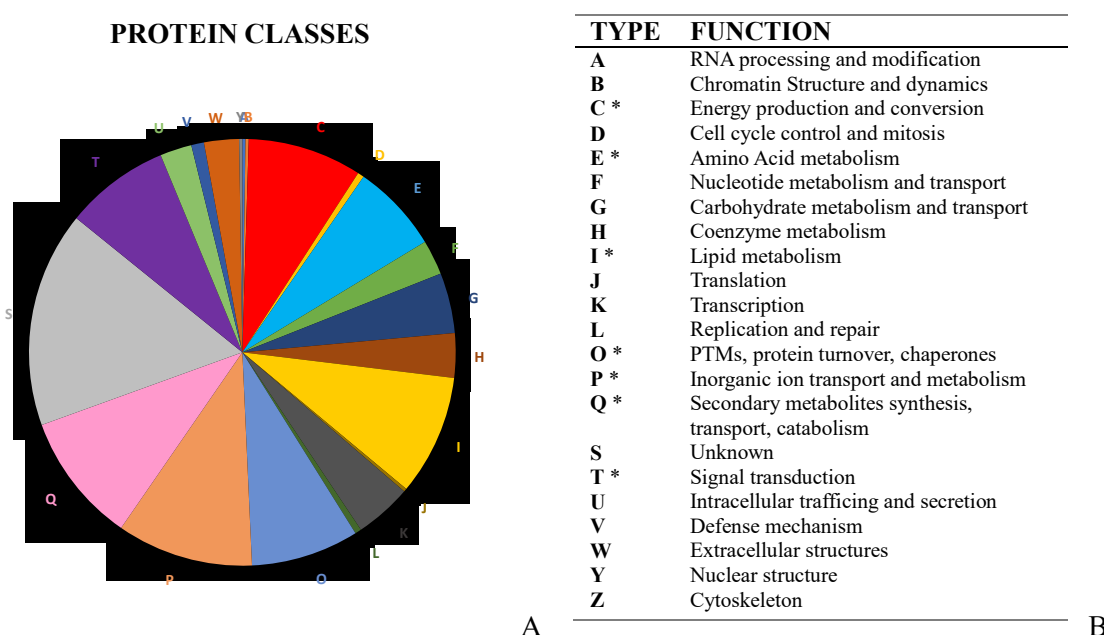 PROTEIN CLASSES
Y
A
B
C
D
E
F
G
H
I
J
K
L
O
P
Q
S
T
U
V
W
A
TYPE FUNCTION
A RNA processing and modification
B Chromatin Structure and dynamics
C * Energy production and conversion
D Cell cycle control and mitosis
E * Amino Acid metabolism
F Nucleotide metabolism and transport
G Carbohydrate metabolism and transport
H Coenzyme metabolism
I * Lipid metabolism
J Translation
K Transcription
L Replication and repair
O * PTMs, protein turnover, chaperones
P * Inorganic ion transport and metabolism
Q * Secondary metabolites synthesis,
transport, catabolism
S Unknown
T * Signal transduction
U Intracellular trafficing and secretion
V Defense mechanism
W Extracellular structures
Y Nuclear structure
Z Cytoskeleton
B